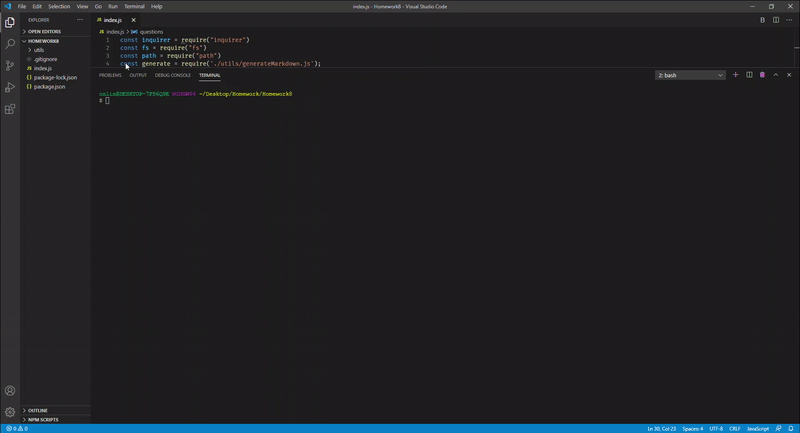 File Edit Selection View Go Run Terminal Help
index.js - Homework8 - Visual Studio Code
EXPLORER
OPEN EDITORS
HOMEWORK8
utils
.gitignore
index.js
package-lock.json
package.json
OUTLINE
NPM SCRIPTS
index.js
index.js > questions
1 const inquirer = require("inquirer")
2 const fs = require("fs")
3 const path = require("path")
4 const generate = require('./utils/generateMarkdown.js');
PROBLEMS OUTPUT DEBUG CONSOLE TERMINAL
2: bash
~/Desktop/Homework/Homework8
$
0 0
Ln 30, Col 23 Spaces: 4 UTF-8 CRLF JavaScript